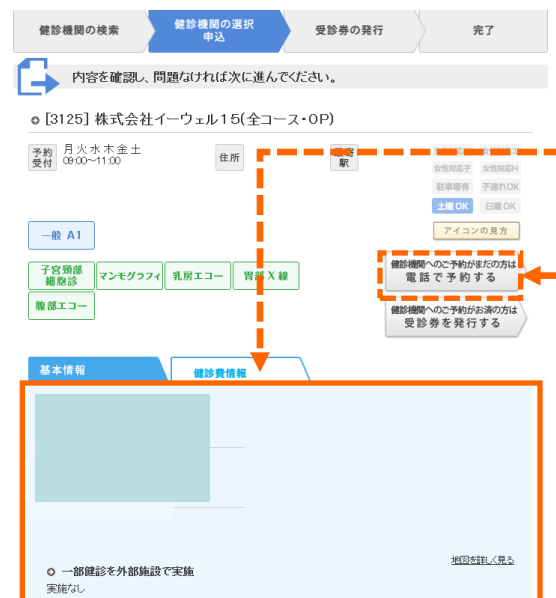 健診機関の検索
健診機関の選択
申込
受診券の発行
完了
内容を確認し、問題なければ次に進んでください。
[3125] 株式会社イーウェル15(全コース・OP)
予約
受付
月火水木金土
09:00～11:00
住所
駅
女性対応子 女性対応H
駐車場有 子連れOK
土曜OK 日曜OK
アイコンの見方
一般 A1
子宮頸部
細胞診
マンモグラフィ
乳房エコー
胃部X線
腹部エコー
健診機関へのご予約がまだの方は
電話で予約する
健診機関へのご予約がお済の方は
受診券を発行する
基本情報
健診費情報
地図を詳しく見る
一部健診を外部施設で実施
実施なし